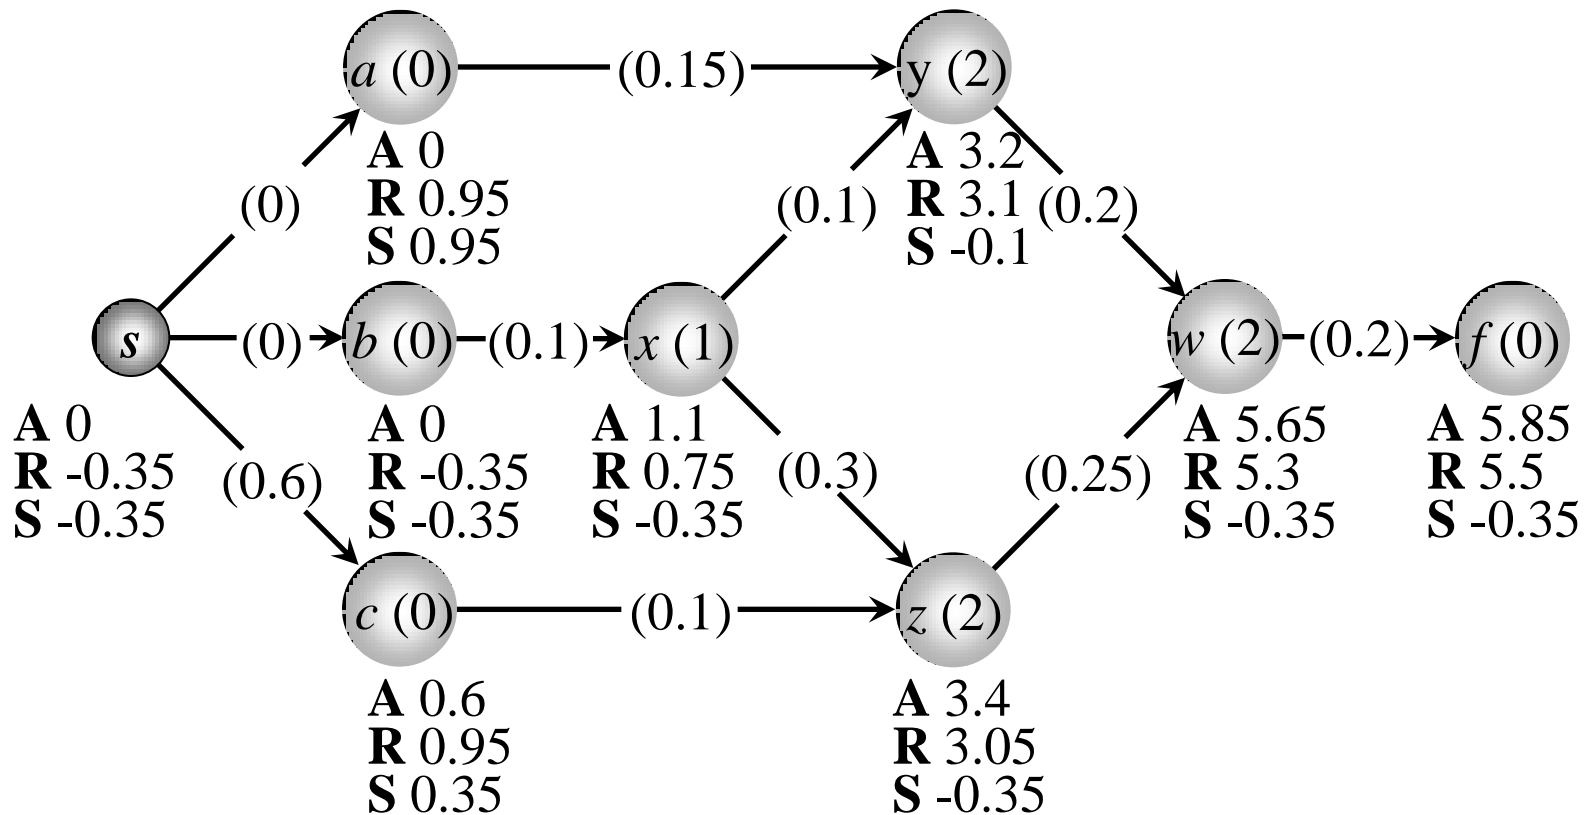 a (0)
(0.15)
y (2)
A 0
R 0.95
S 0.95
(0)
(0.1)
A 3.2
R 3.1
S -0.1
(0.2)
s
(0)
b (0)
(0.1)
x (1)
w (2)
(0.2)
f (0)
A 0
R -0.35
S -0.35
(0.6)
A 0
R -0.35
S -0.35
A 1.1
R 0.75
S -0.35
(0.3)
(0.25)
A 5.65
R 5.3
S -0.35
A 5.85
R 5.5
S -0.35
c (0)
(0.1)
z (2)
A 0.6
R 0.95
S 0.35
A 3.4
R 3.05
S -0.35